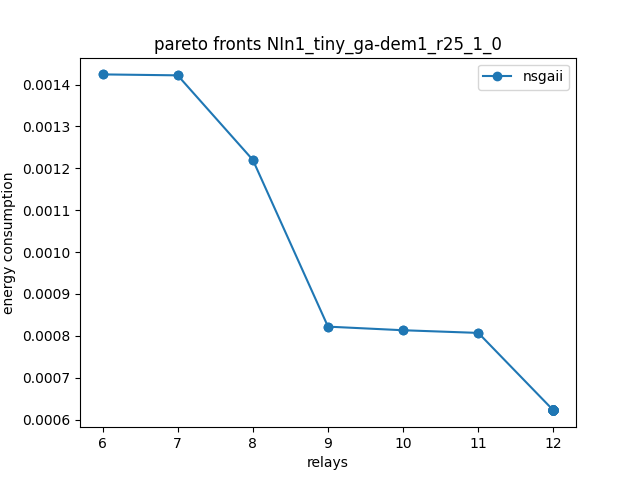 pareto fronts NIn1_tiny_ga-dem1_r25_1_0
nsgaii
energy consumption
0.0014
0.0013
0.0012
0.0011
0.0010
0.0009
0.0008
0.0007
0.0006
6 7 8 9 10 11 12
relays